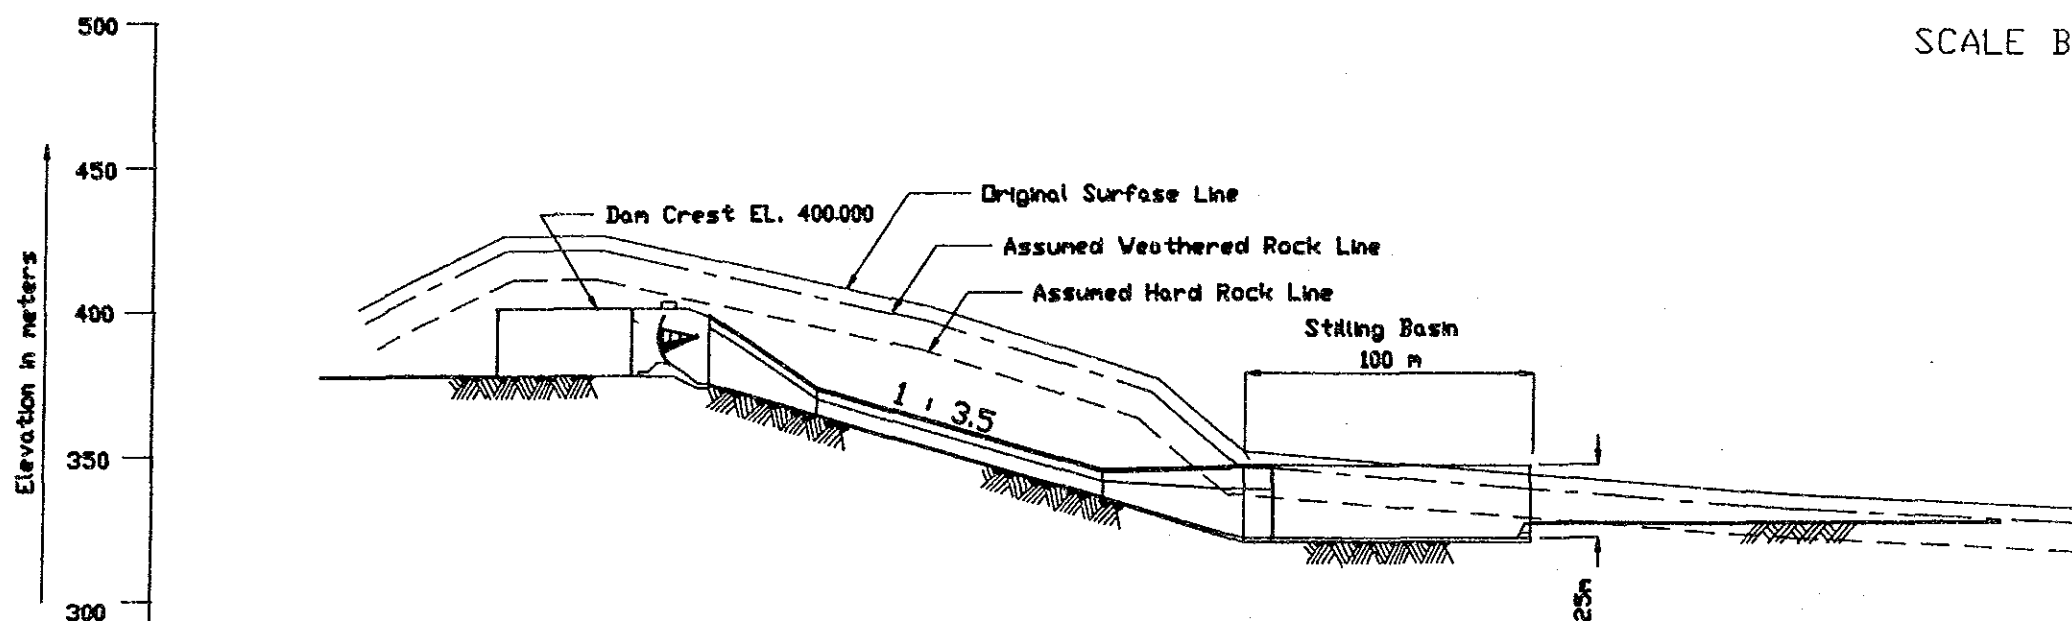 500
SCALE B
450
Original Surfase Line
Dam Crest EL. 400.000
Assumed Weathered Rock Line
Assumed Hard Rock Line
400
Stilling Basin
100 m
1 : 3.5
350
25m
300
Elevation in meters